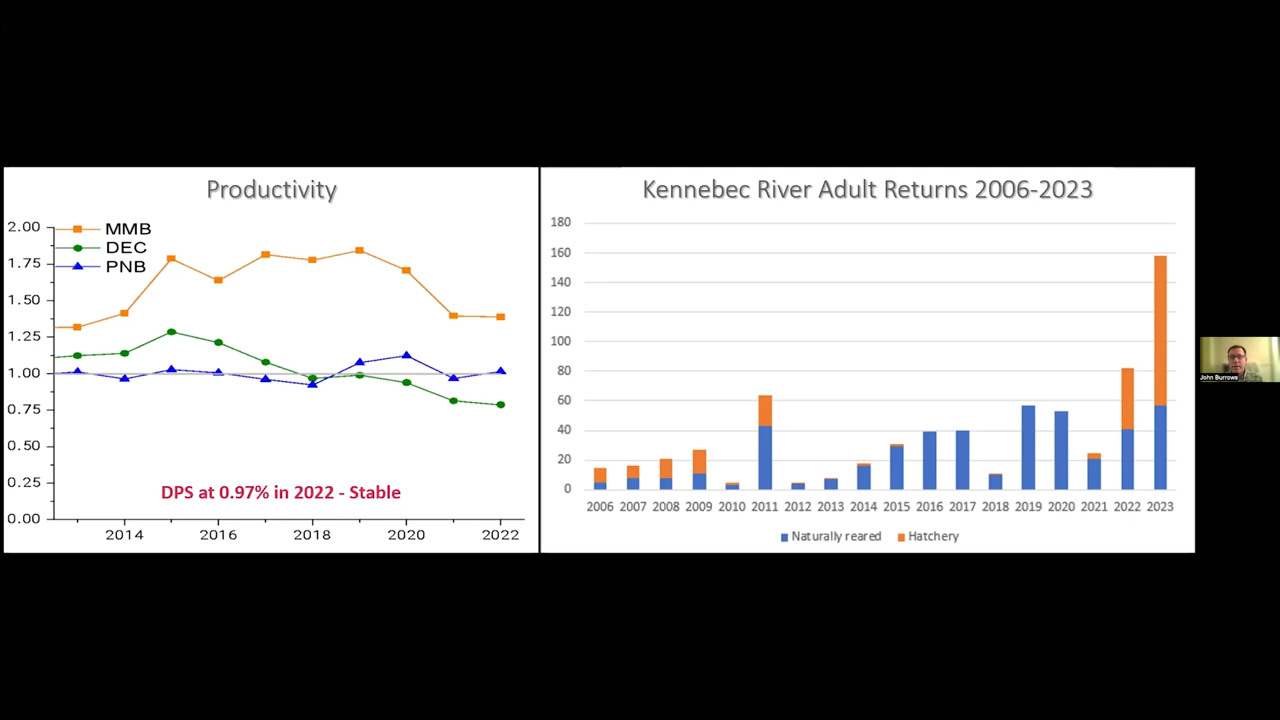 Productivity
2.00
1.75
1.50
1.25
1.00
0.75
0.50
0.25
0.00
MMB
DEC
PNB
DPS at 0.97% in 2022 - Stable
2014 2016 2018 2020 2022
Kennebec River Adult Returns 2006-2023
180
160
140
120
100
80
60
40
20
0
2006 2007 2008 2009 2010 2011 2012 2013 2014 2015 2016 2017 2018 2019 2020 2021 2022 2023
Naturally reared Hatchery
John Burrows